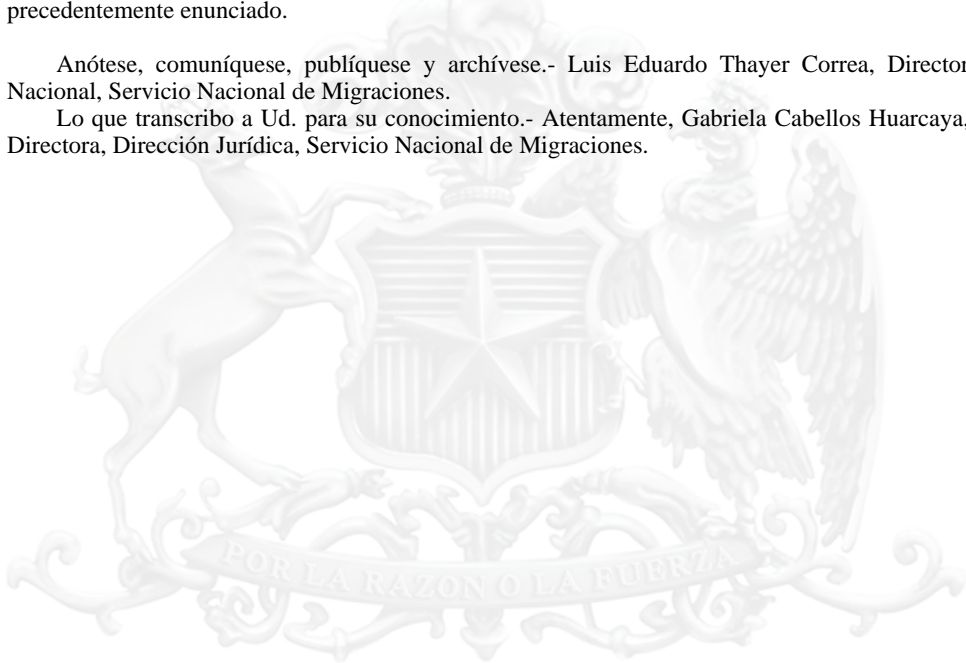 precedentemente enunciado.
Anótese, comuníquese, publíquese y archívese.- Luis Eduardo Thayer Correa, Director
Nacional, Servicio Nacional de Migraciones.
Lo que transcribo a Ud. para su conocimiento.- Atentamente, Gabriela Cabellos Huarcaya,
Directora, Dirección Jurídica, Servicio Nacional de Migraciones.
POR LA RAZON O LA FUERZA